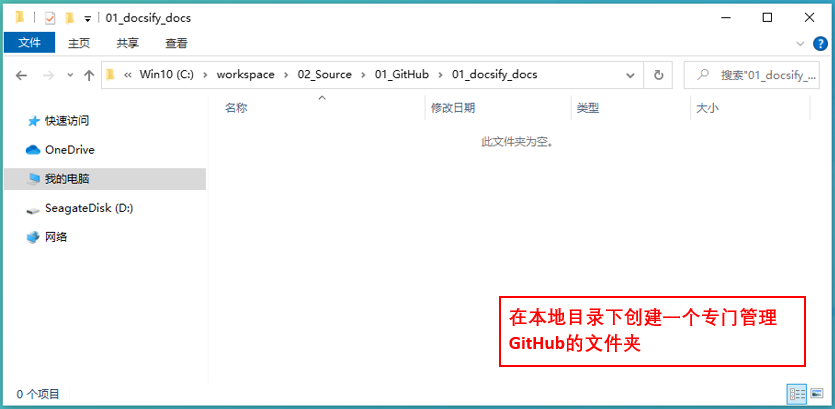 01_docsify_docs
文件 主页 共享 查看
« Win10 (C:) › workspace › 02_Source › 01_GitHub › 01_docsify_docs 搜索"01_docsify_...
名称 修改日期 类型 大小
此文件夹为空。
快速访问
OneDrive
我的电脑
SeagateDisk (D:)
网络
在本地目录下创建一个专门管理
GitHub的文件夹
0 个项目